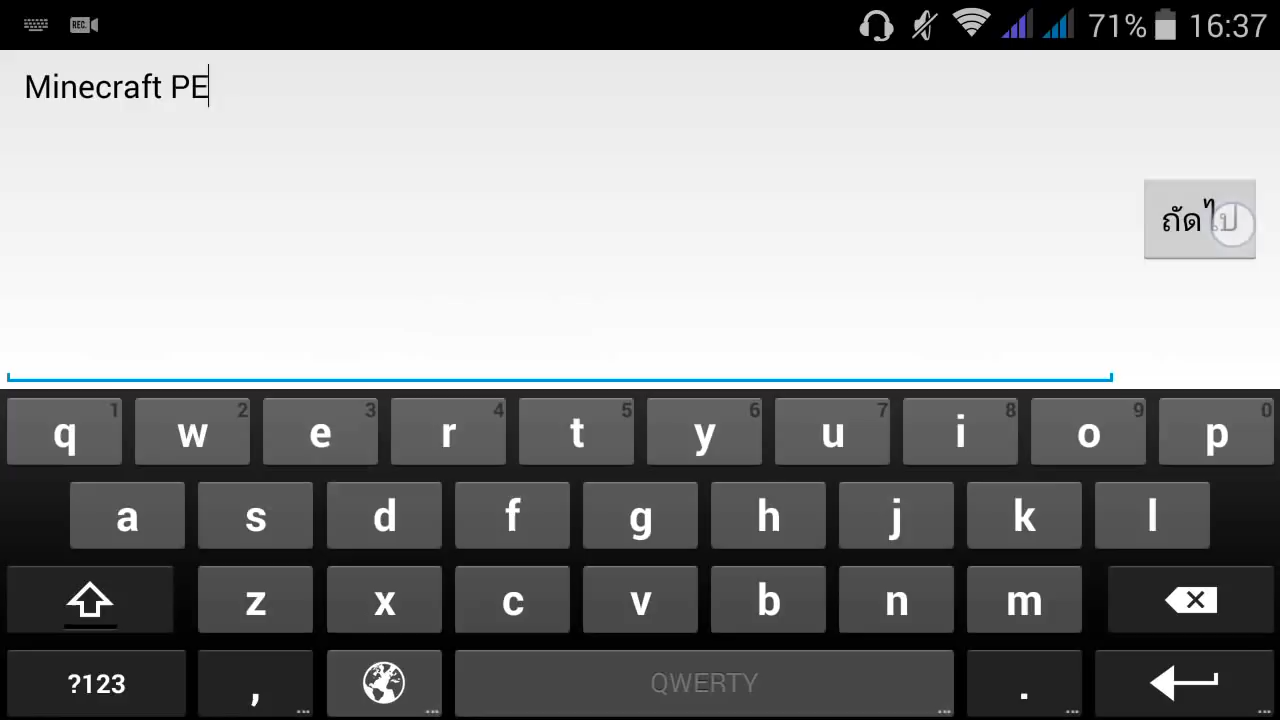 REC.
71% 16:37
Minecraft PE
ถัดไป
q 1 w 2 e 3 r 4 t 5 y 6 u 7 i 8 o 9 p 0
a s d f g h j k l
z x c v b n m
?123 , ... ... QWERTY ... . ... ...